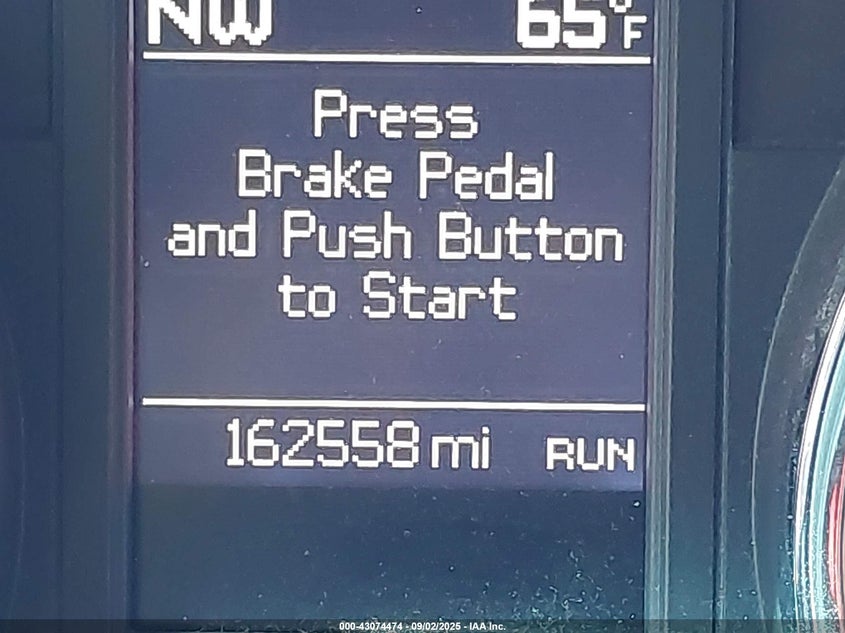 NW 65°F
Press
Brake Pedal
and Push Button
to Start
162558 mi RUN
000-43074474 - 09/02/2025 - IAA Inc.